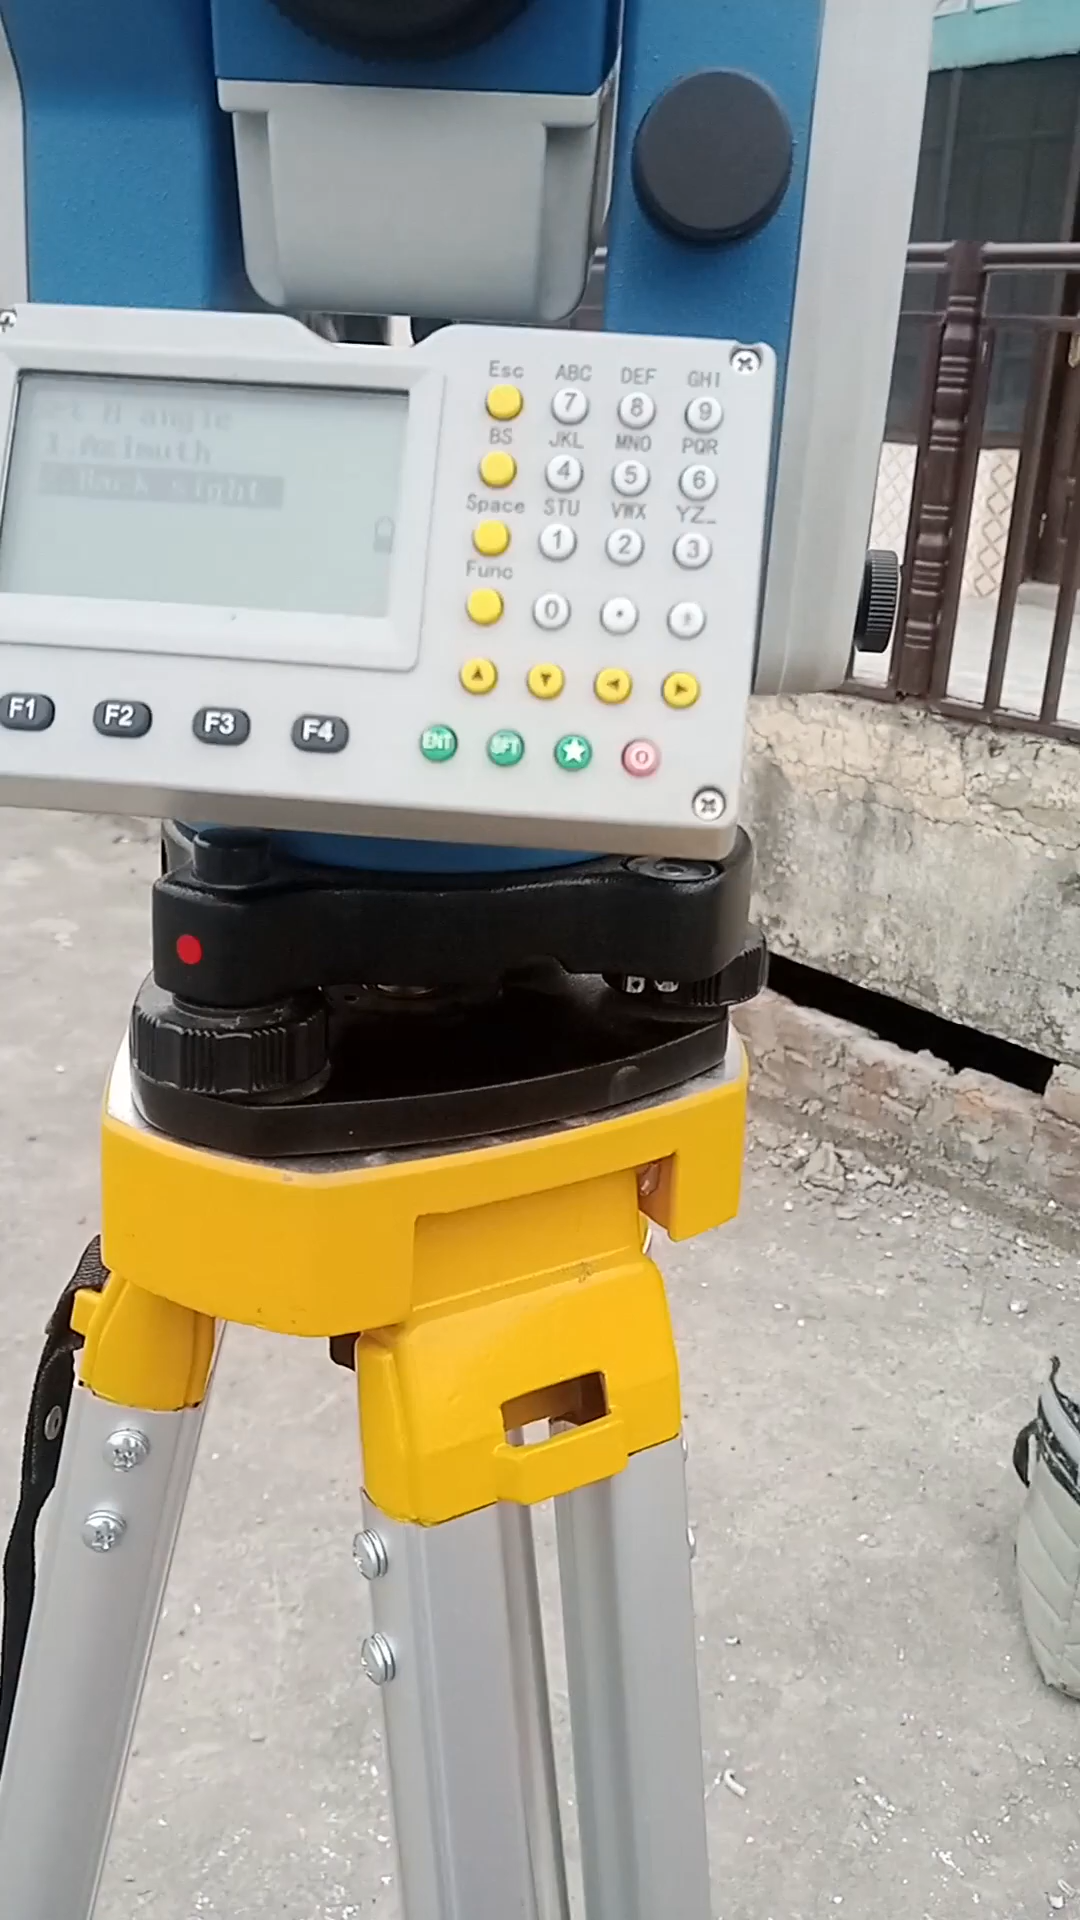 Set H angle
1.Azimuth
Back sight
Esc ABC DEF GHI
7 8 9
BS JKL MNO PQR
4 5 6
Space STU VWX YZ_
1 2 3
Func
0 .
F1 F2 F3 F4
ENT SFT